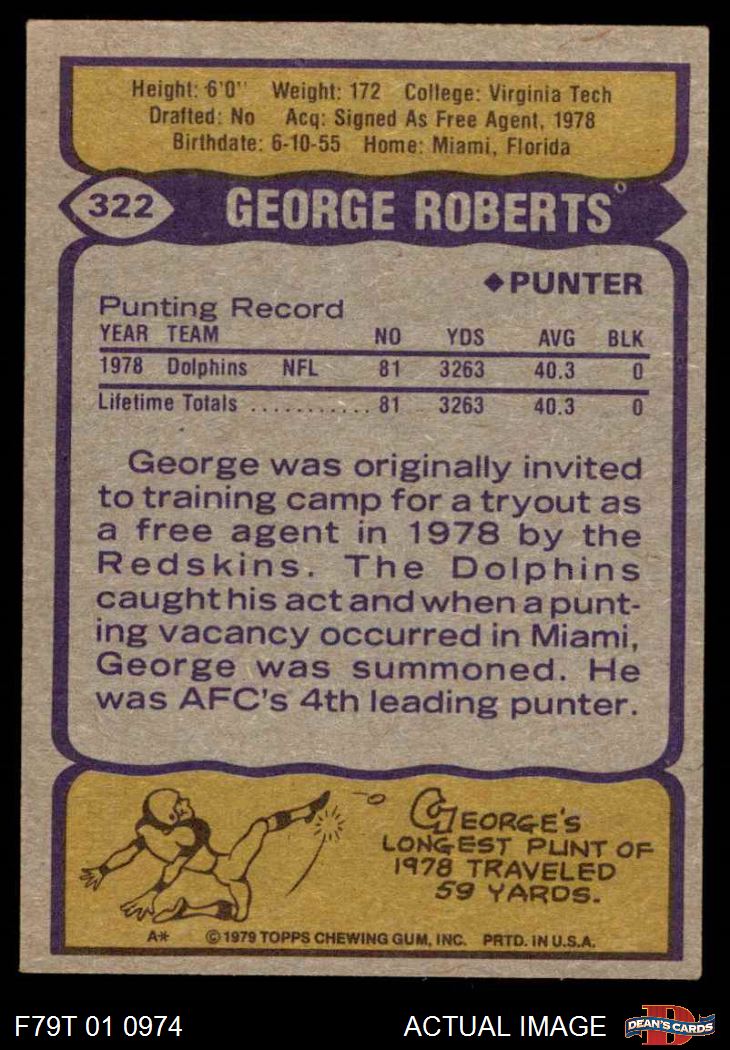 Height: 6'0" Weight: 172 College: Virginia Tech
Drafted: No Acq: Signed As Free Agent, 1978
Birthdate: 6-10-55 Home: Miami, Florida
322 GEORGE ROBERTS
◆PUNTER
Punting Record
YEAR TEAM NO YDS AVG BLK
1978 Dolphins NFL 81 3263 40.3 0
Lifetime Totals ........... 81 3263 40.3 0
George was originally invited
to training camp for a tryout as
a free agent in 1978 by the
Redskins. The Dolphins
caught his act and when a punt-
ing vacancy occurred in Miami,
George was summoned. He
was AFC's 4th leading punter.
GEORGE'S
LONGEST PUNT OF
1978 TRAVELED
59 YARDS.
A* © 1979 TOPPS CHEWING GUM, INC. PRTD. IN U.S.A.
F79T 01 0974 ACTUAL IMAGE D DEAN'S CARDS